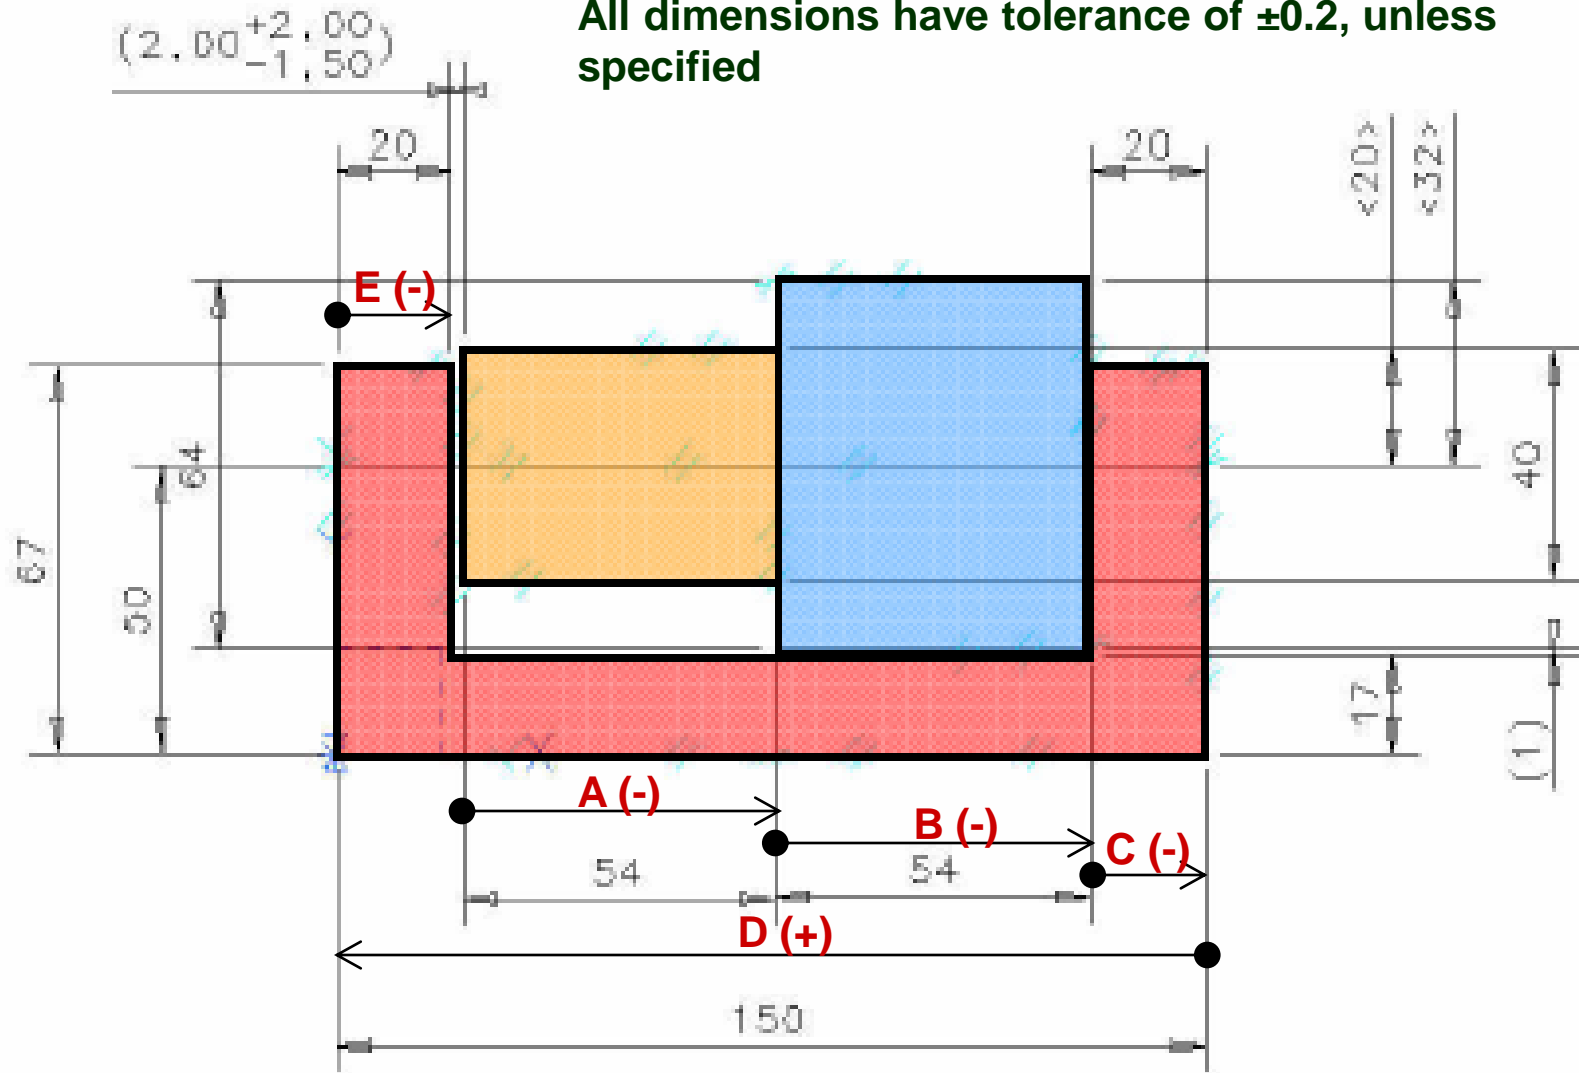 All dimensions have tolerance of ±0.2, unless
specified
(2.00 +2.00 -1.50)
20
20
<20>
<32>
E (-)
64
67
50
40
17
(1)
A (-)
B (-)
C (-)
54
54
D (+)
150
X